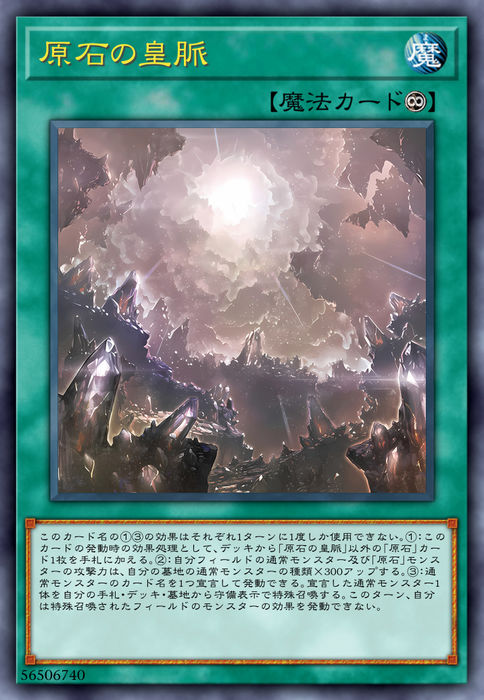 原石の皇脈
魔
【魔法カード♾】
このカード名の①③の効果はそれぞれ1ターンに1度しか使用できない。①:この
カードの発動時の効果処理として、デッキから「原石の皇脈」以外の「原石」カー
ド1枚を手札に加える。②:自分フィールドの通常モンスター及び「原石」モンス
ターの攻撃力は、自分の墓地の通常モンスターの種類×300アップする。③:通
常モンスターのカード名を1つ宣言して発動できる。宣言した通常モンスター1
体を自分の手札・デッキ・墓地から守備表示で特殊召喚する。このターン、自分
は特殊召喚されたフィールドのモンスターの効果を発動できない。
56506740